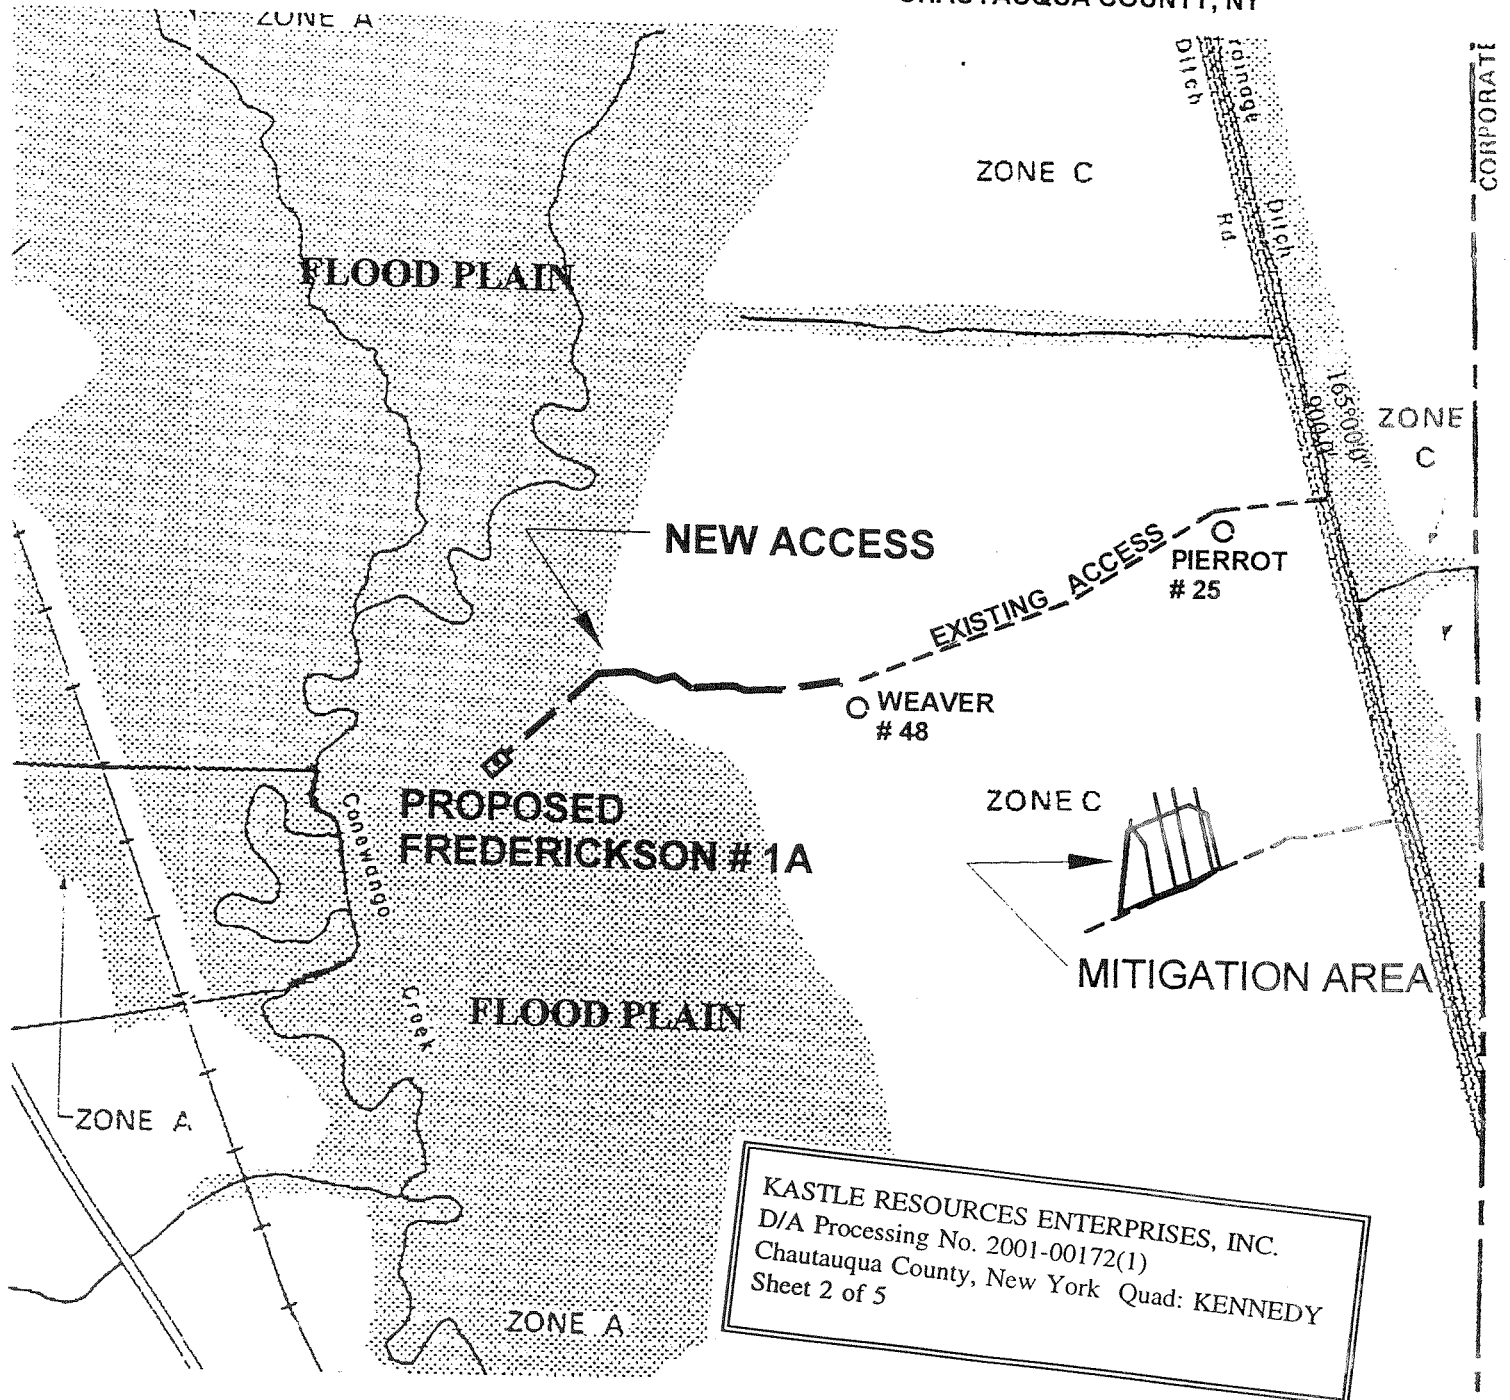 CHAUTAUQUA COUNTY, NY
ZONE A
Ditch
rainage
CORPORATE
ZONE C
Rd.
Ditch
FLOOD PLAIN
ZONE
C
NEW ACCESS
EXISTING ACCESS
PIERROT
# 25
WEAVER
# 48
ZONE C
PROPOSED
FREDERICKSON # 1A
Conewango
Creek
MITIGATION AREA
FLOOD PLAIN
ZONE A
KASTLE RESOURCES ENTERPRISES, INC.
D/A Processing No. 2001-00172(1)
Chautauqua County, New York Quad: KENNEDY
Sheet 2 of 5
ZONE A